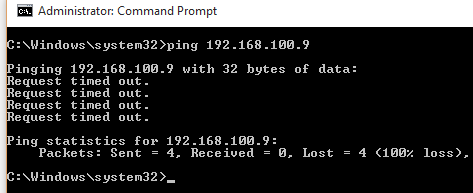 Administrator: Command Prompt
C:\Windows\system32>ping 192.168.100.9
Pinging 192.168.100.9 with 32 bytes of data:
Request timed out.
Request timed out.
Request timed out.
Request timed out.
Ping statistics for 192.168.100.9:
Packets: Sent = 4, Received = 0, Lost = 4 (100% loss),
C:\Windows\system32>_